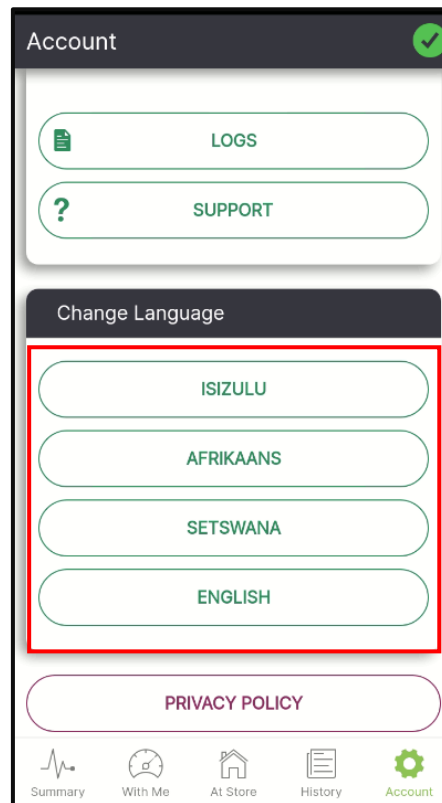 Account
LOGS
? SUPPORT
Change Language
ISIZULU
AFRIKAANS
SETSWANA
ENGLISH
PRIVACY POLICY
Summary With Me At Store History Account